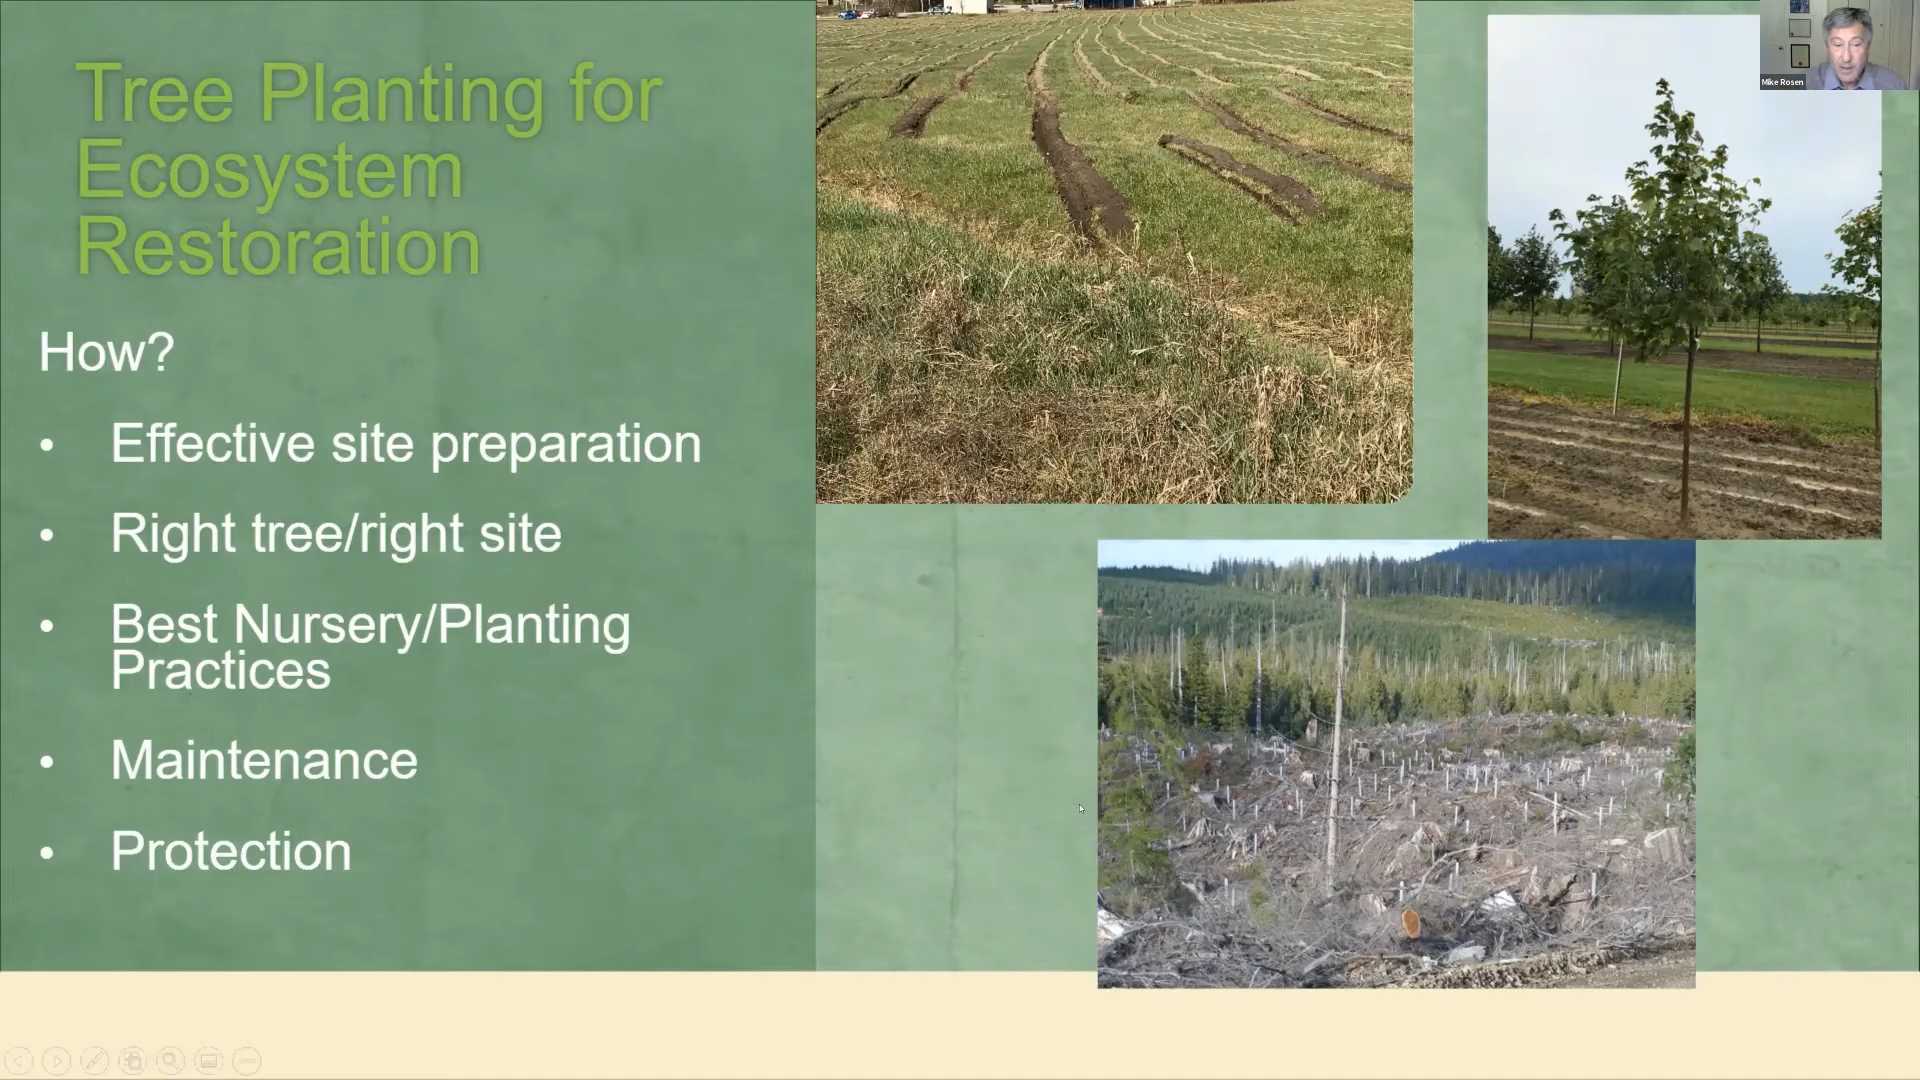 Tree Planting for
Ecosystem
Restoration
How?
• Effective site preparation
• Right tree/right site
• Best Nursery/Planting
Practices
• Maintenance
• Protection
Mike Rosen